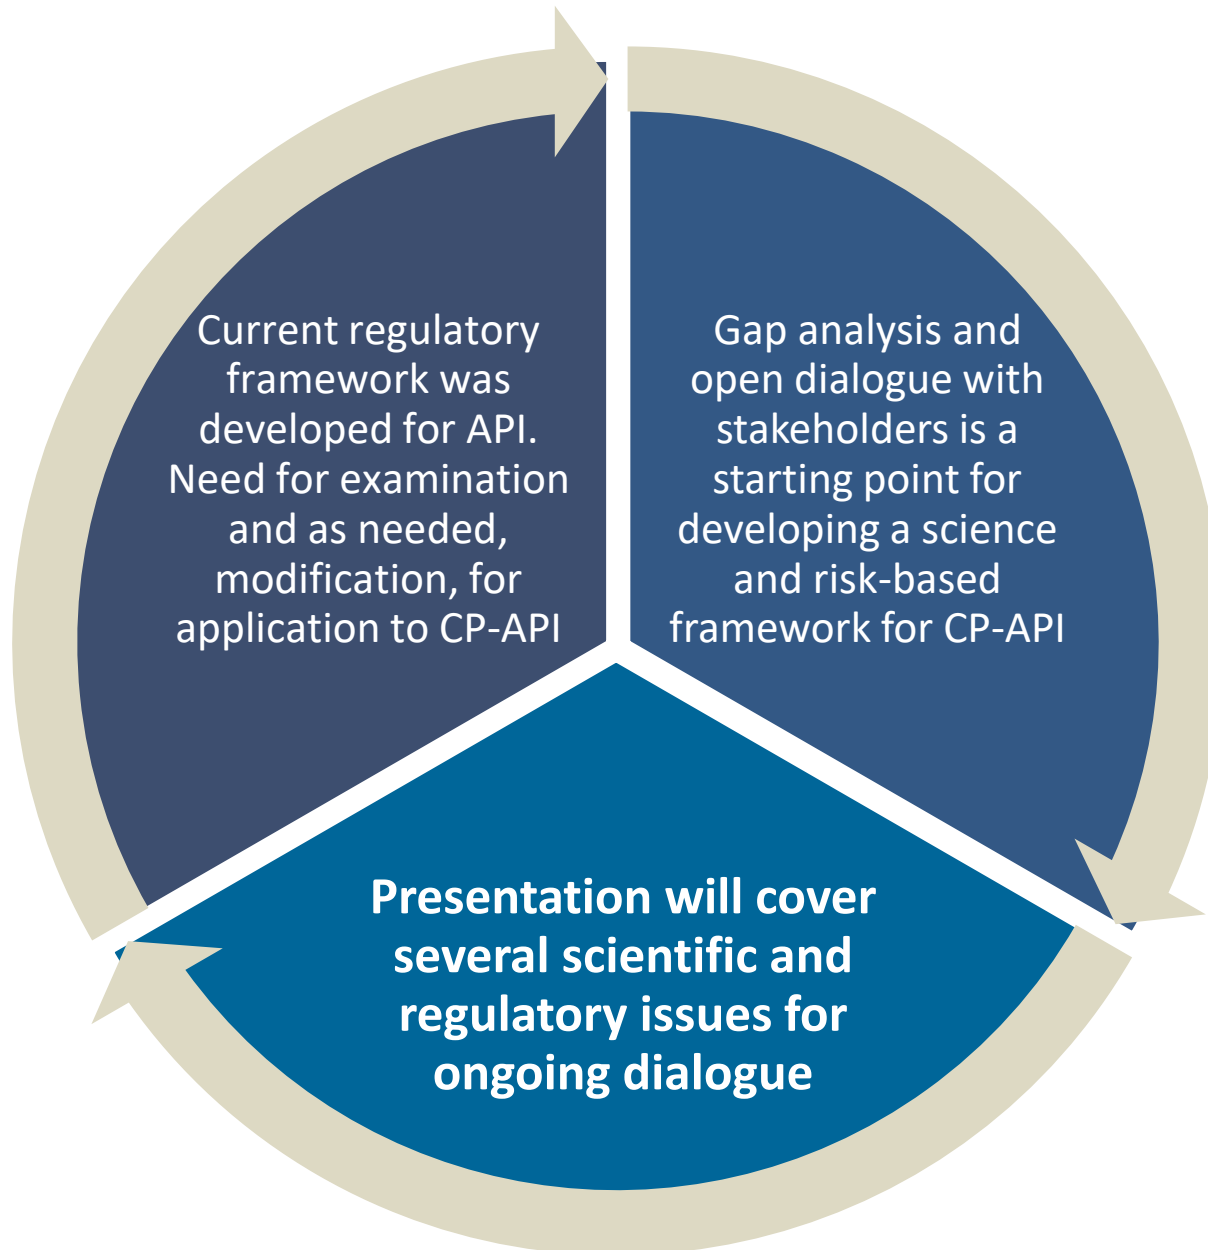 Current regulatory
framework was
developed for API.
Need for examination
and as needed,
modification, for
application to CP-API
Gap analysis and
open dialogue with
stakeholders is a
starting point for
developing a science
and risk-based
framework for CP-API
Presentation will cover
several scientific and
regulatory issues for
ongoing dialogue